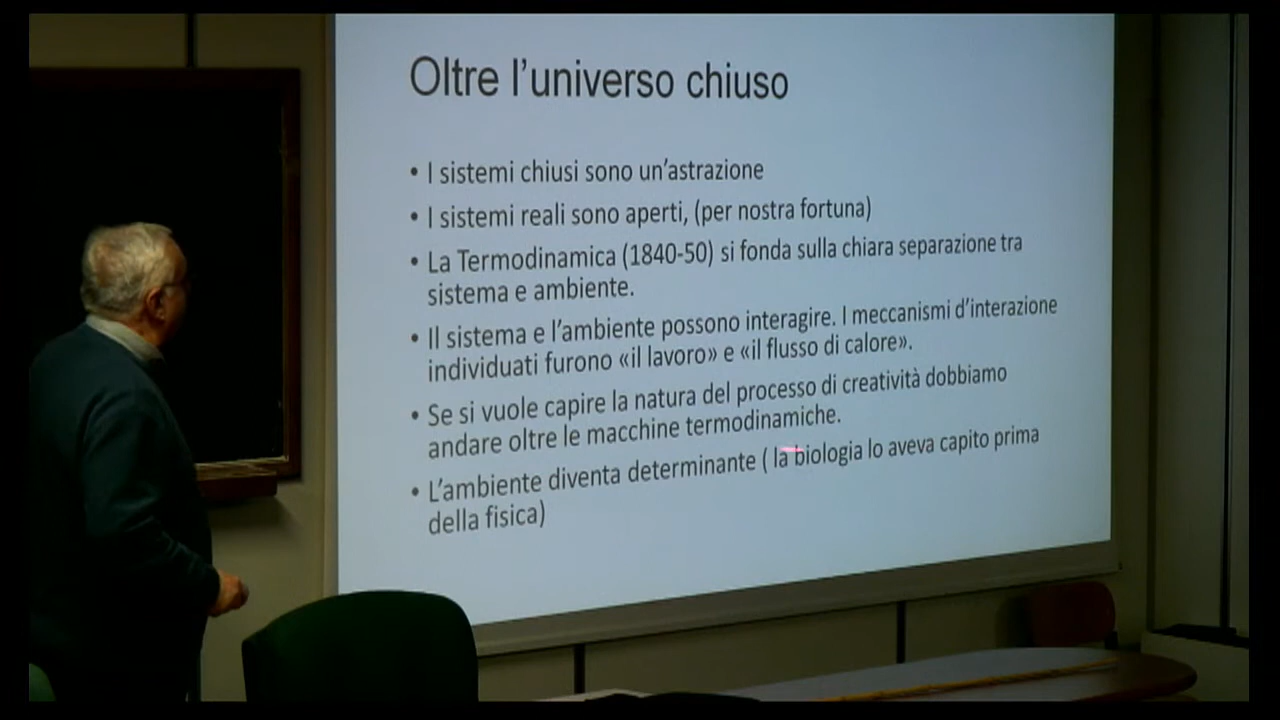 Oltre l'universo chiuso
• I sistemi chiusi sono un'astrazione
• I sistemi reali sono aperti, (per nostra fortuna)
• La Termodinamica (1840-50) si fonda sulla chiara separazione tra
sistema e ambiente.
• Il sistema e l'ambiente possono interagire. I meccanismi d'interazione
individuati furono «il lavoro» e «il flusso di calore».
• Se si vuole capire la natura del processo di creatività dobbiamo
andare oltre le macchine termodinamiche.
• L'ambiente diventa determinante ( la biologia lo aveva capito prima
della fisica)